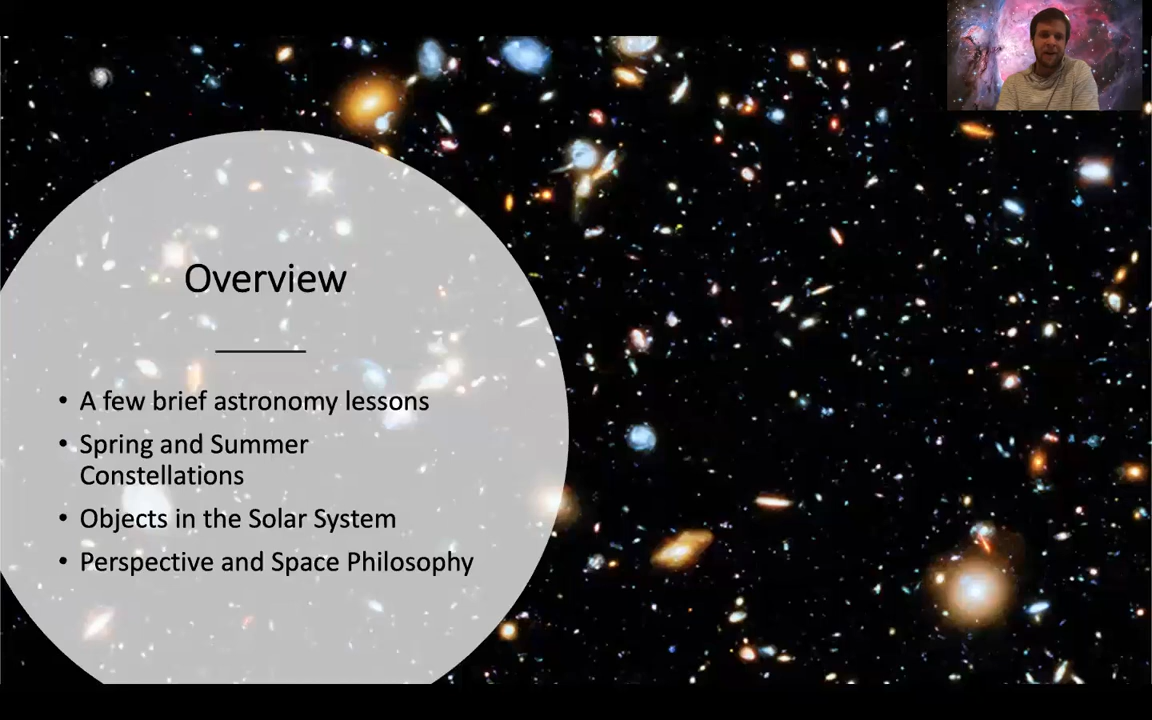 Overview
• A few brief astronomy lessons
• Spring and Summer
Constellations
• Objects in the Solar System
• Perspective and Space Philosophy